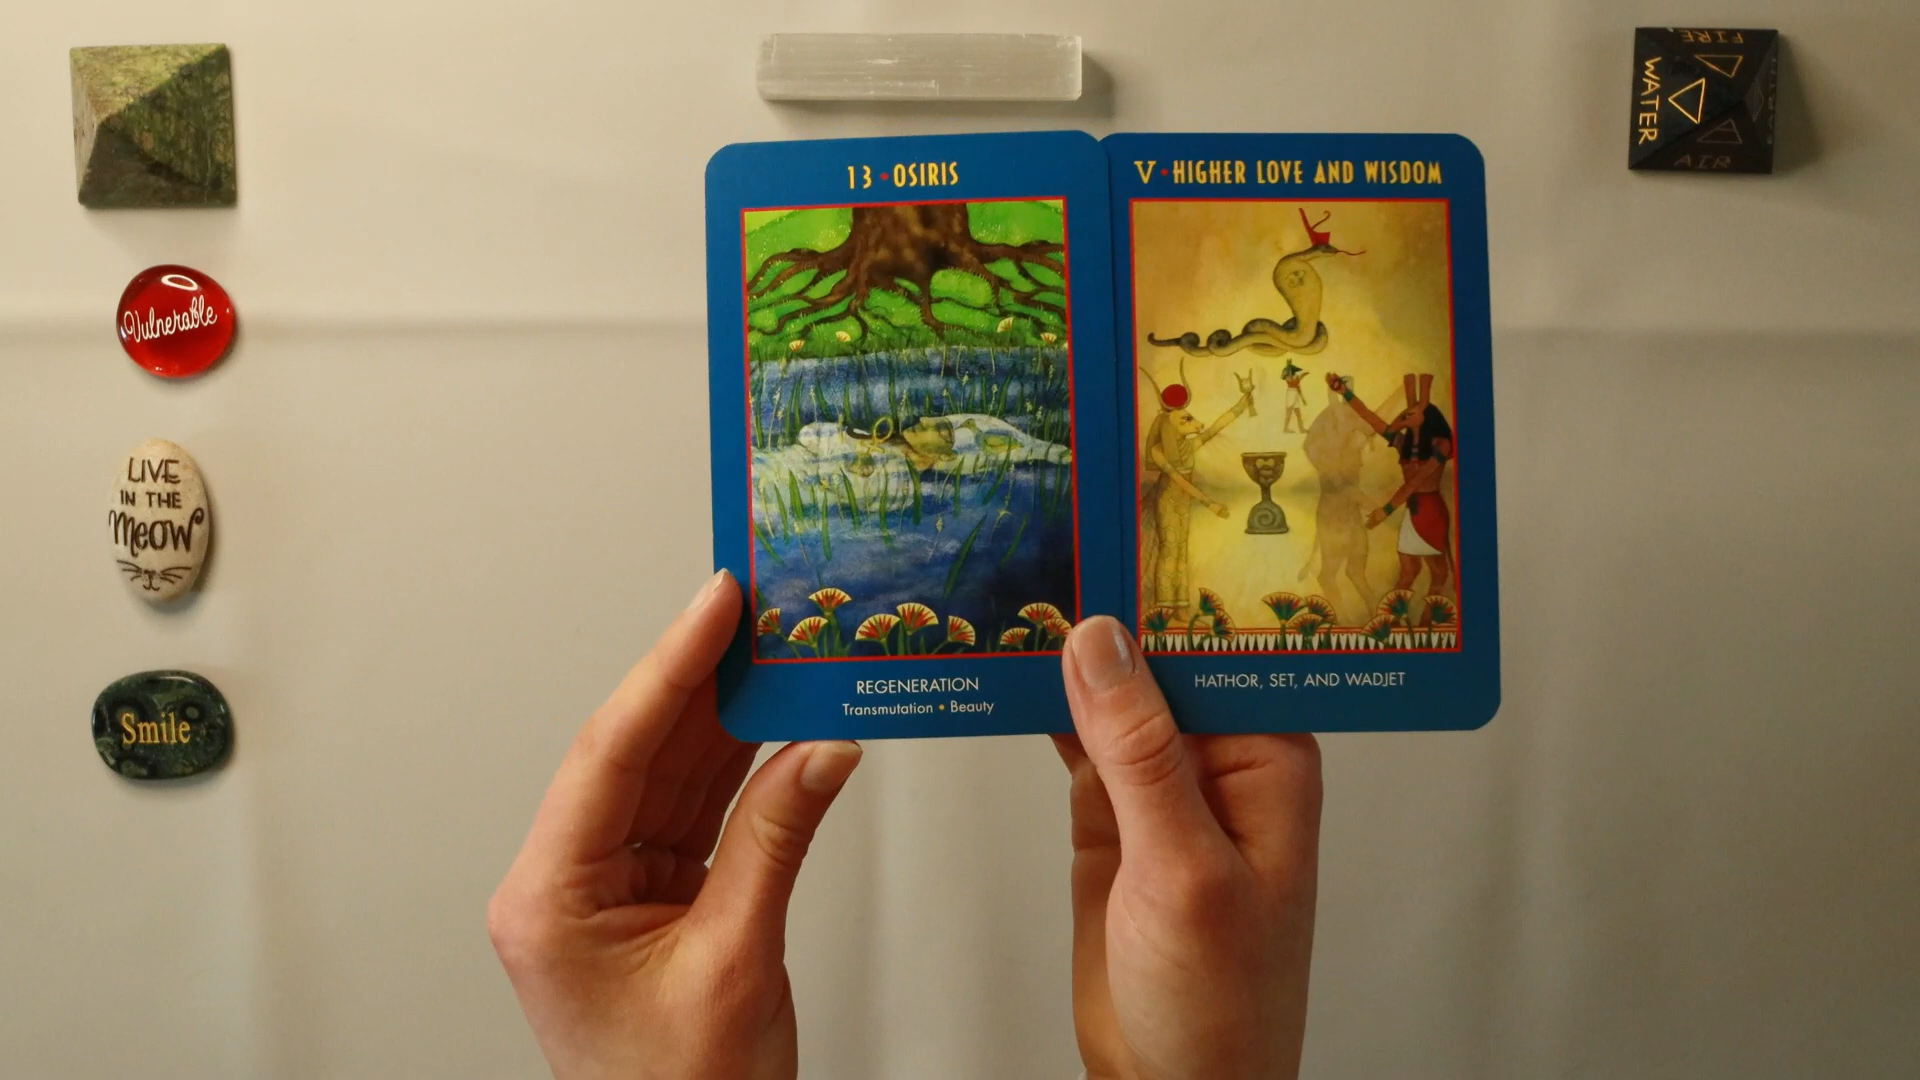 FIRE
WATER
EARTH
AIR
13 • OSIRIS
V • HIGHER LOVE AND WISDOM
Vulnerable
LIVE
IN THE
Meow
REGENERATION
Transmutation • Beauty
HATHOR, SET, AND WADJET
Smile